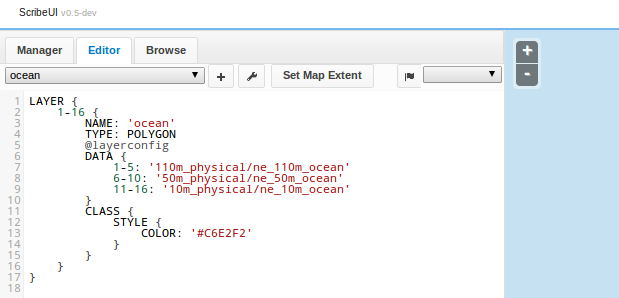 ScribeUI v0.5-dev
Manager Editor Browse
ocean + Set Map Extent
+
-
1 LAYER {
2 1-16 {
3 NAME: 'ocean'
4 TYPE: POLYGON
5 @layerconfig
6 DATA {
7 1-5: '110m_physical/ne_110m_ocean'
8 6-10: '50m_physical/ne_50m_ocean'
9 11-16: '10m_physical/ne_10m_ocean'
10 }
11 CLASS {
12 STYLE {
13 COLOR: '#C6E2F2'
14 }
15 }
16 }
17 }
18